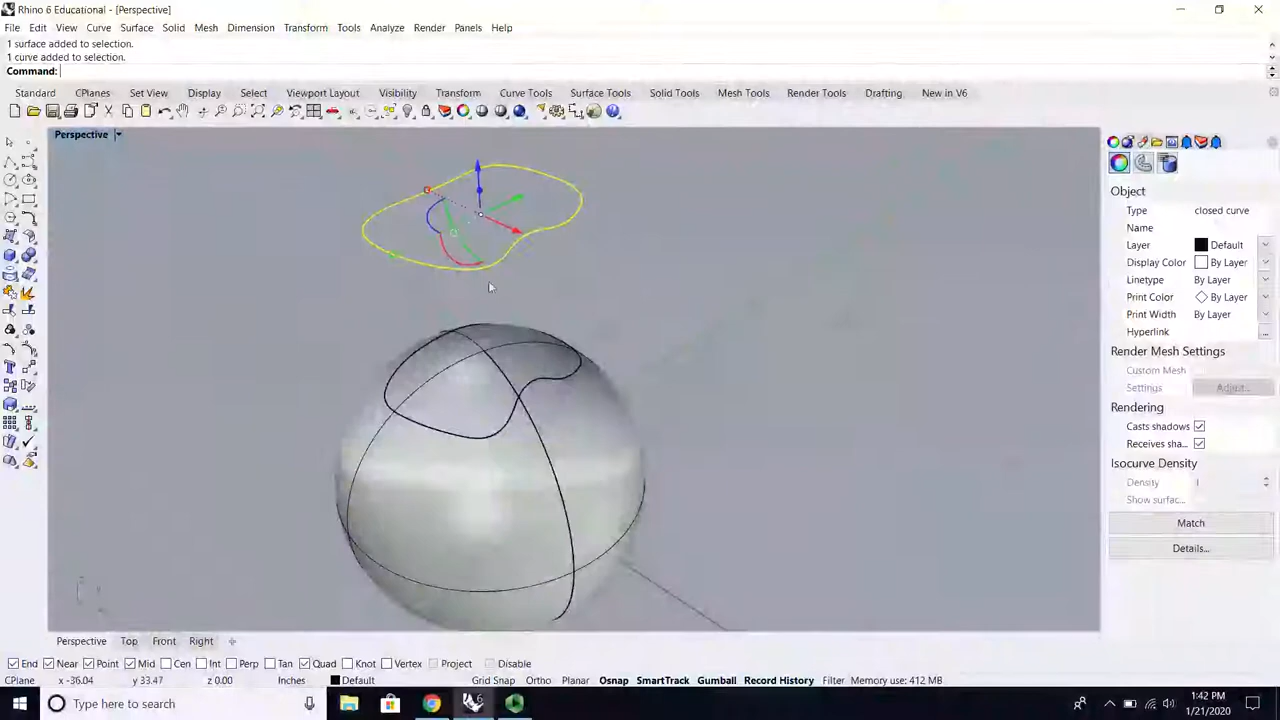 Rhino 6 Educational - [Perspective]
File Edit View Curve Surface Solid Mesh Dimension Transform Tools Analyze Render Panels Help
1 surface added to selection.
1 curve added to selection.
Command:
Standard CPlanes Set View Display Select Viewport Layout Visibility Transform Curve Tools Surface Tools Solid Tools Mesh Tools Render Tools Drafting New in V6
Perspective
Object
Type closed curve
Name
Layer Default
Display Color By Layer
Linetype By Layer
Print Color By Layer
Print Width By Layer
Hyperlink ...
Render Mesh Settings
Custom Mesh
Settings Adjust...
Rendering
Casts shadows
Receives sha...
Isocurve Density
Density 1
Show surfac...
Match
Details...
Perspective Top Front Right
End Near Point Mid Cen Int Perp Tan Quad Knot Vertex Project Disable
CPlane x -36.04 y 33.47 z 0.00 Inches Default Grid Snap Ortho Planar Osnap SmartTrack Gumball Record History Filter Memory use: 412 MB
Type here to search
1:42 PM
1/21/2020